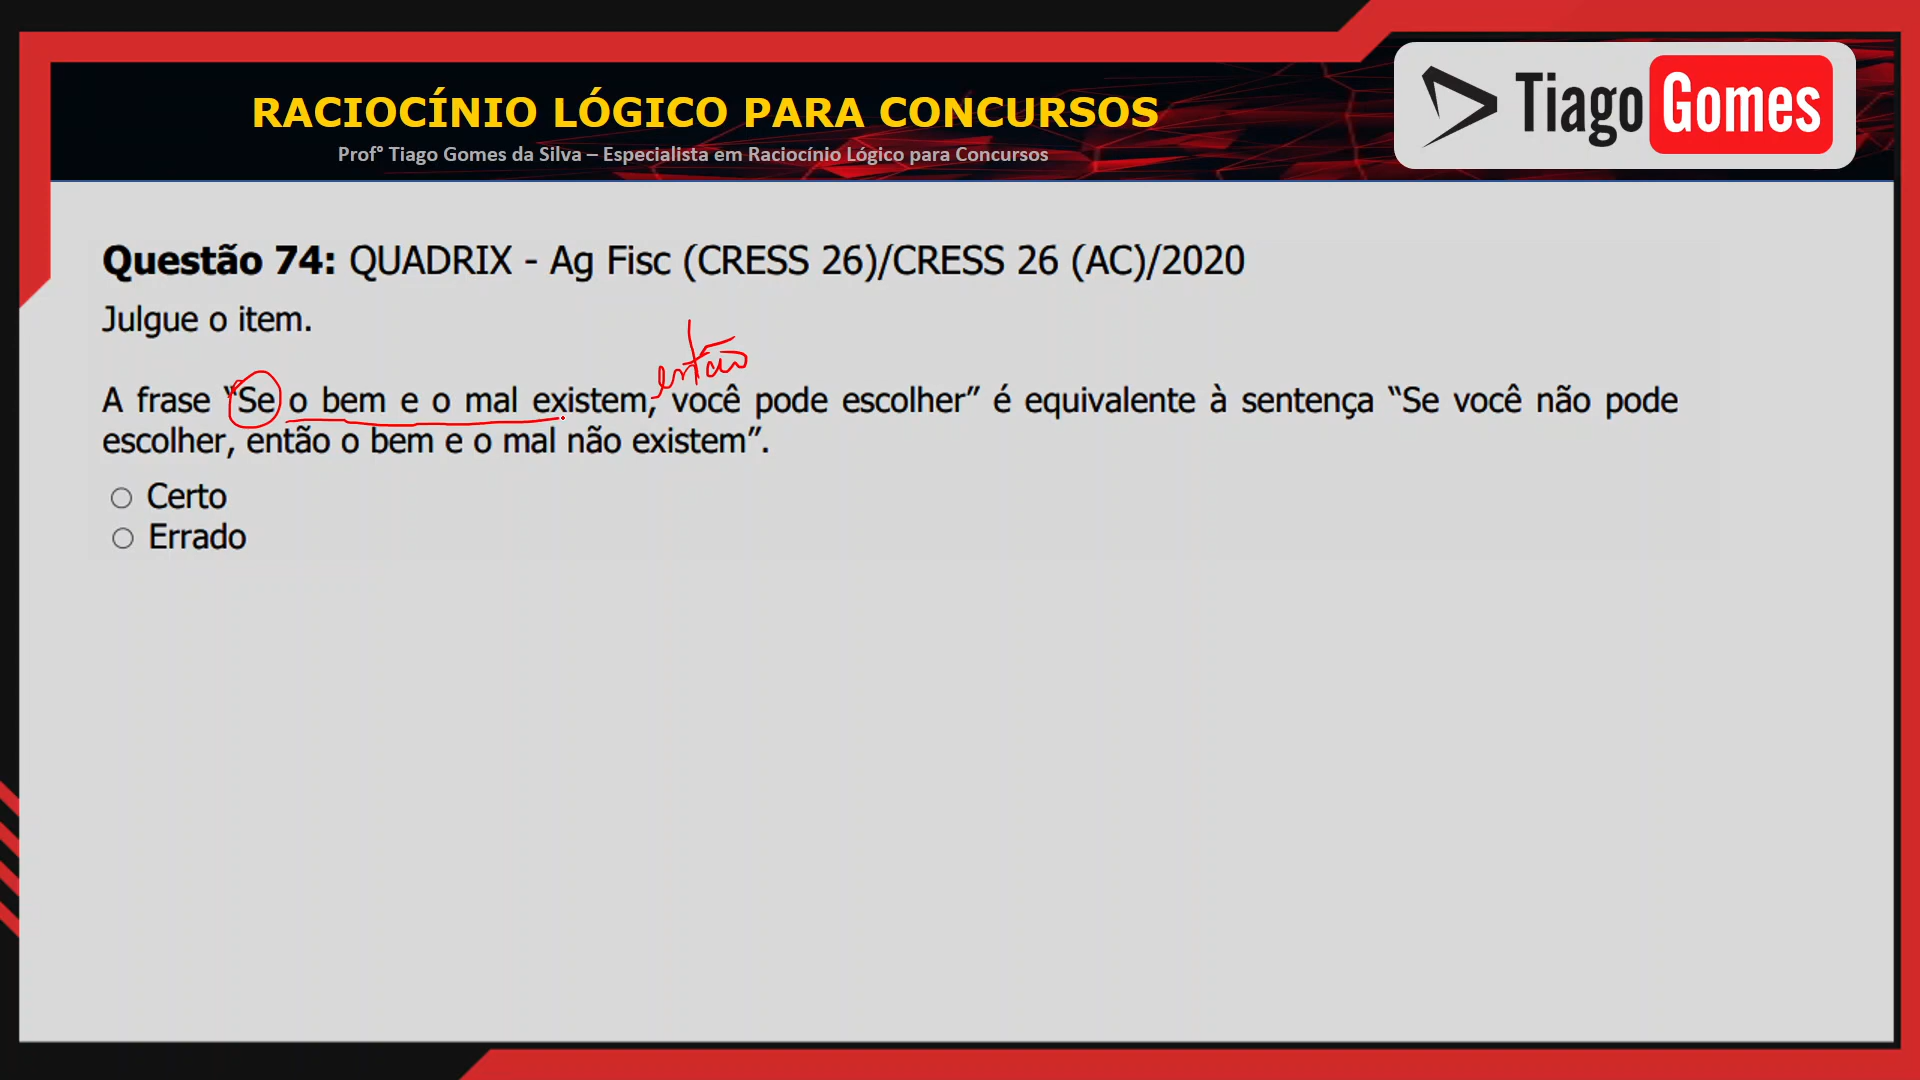 RACIOCÍNIO LÓGICO PARA CONCURSOS
Prof° Tiago Gomes da Silva – Especialista em Raciocínio Lógico para Concursos
Tiago Gomes
Questão 74: QUADRIX - Ag Fisc (CRESS 26)/CRESS 26 (AC)/2020
Julgue o item.
então
A frase “Se o bem e o mal existem, você pode escolher” é equivalente à sentença “Se você não pode
escolher, então o bem e o mal não existem”.
Certo
Errado